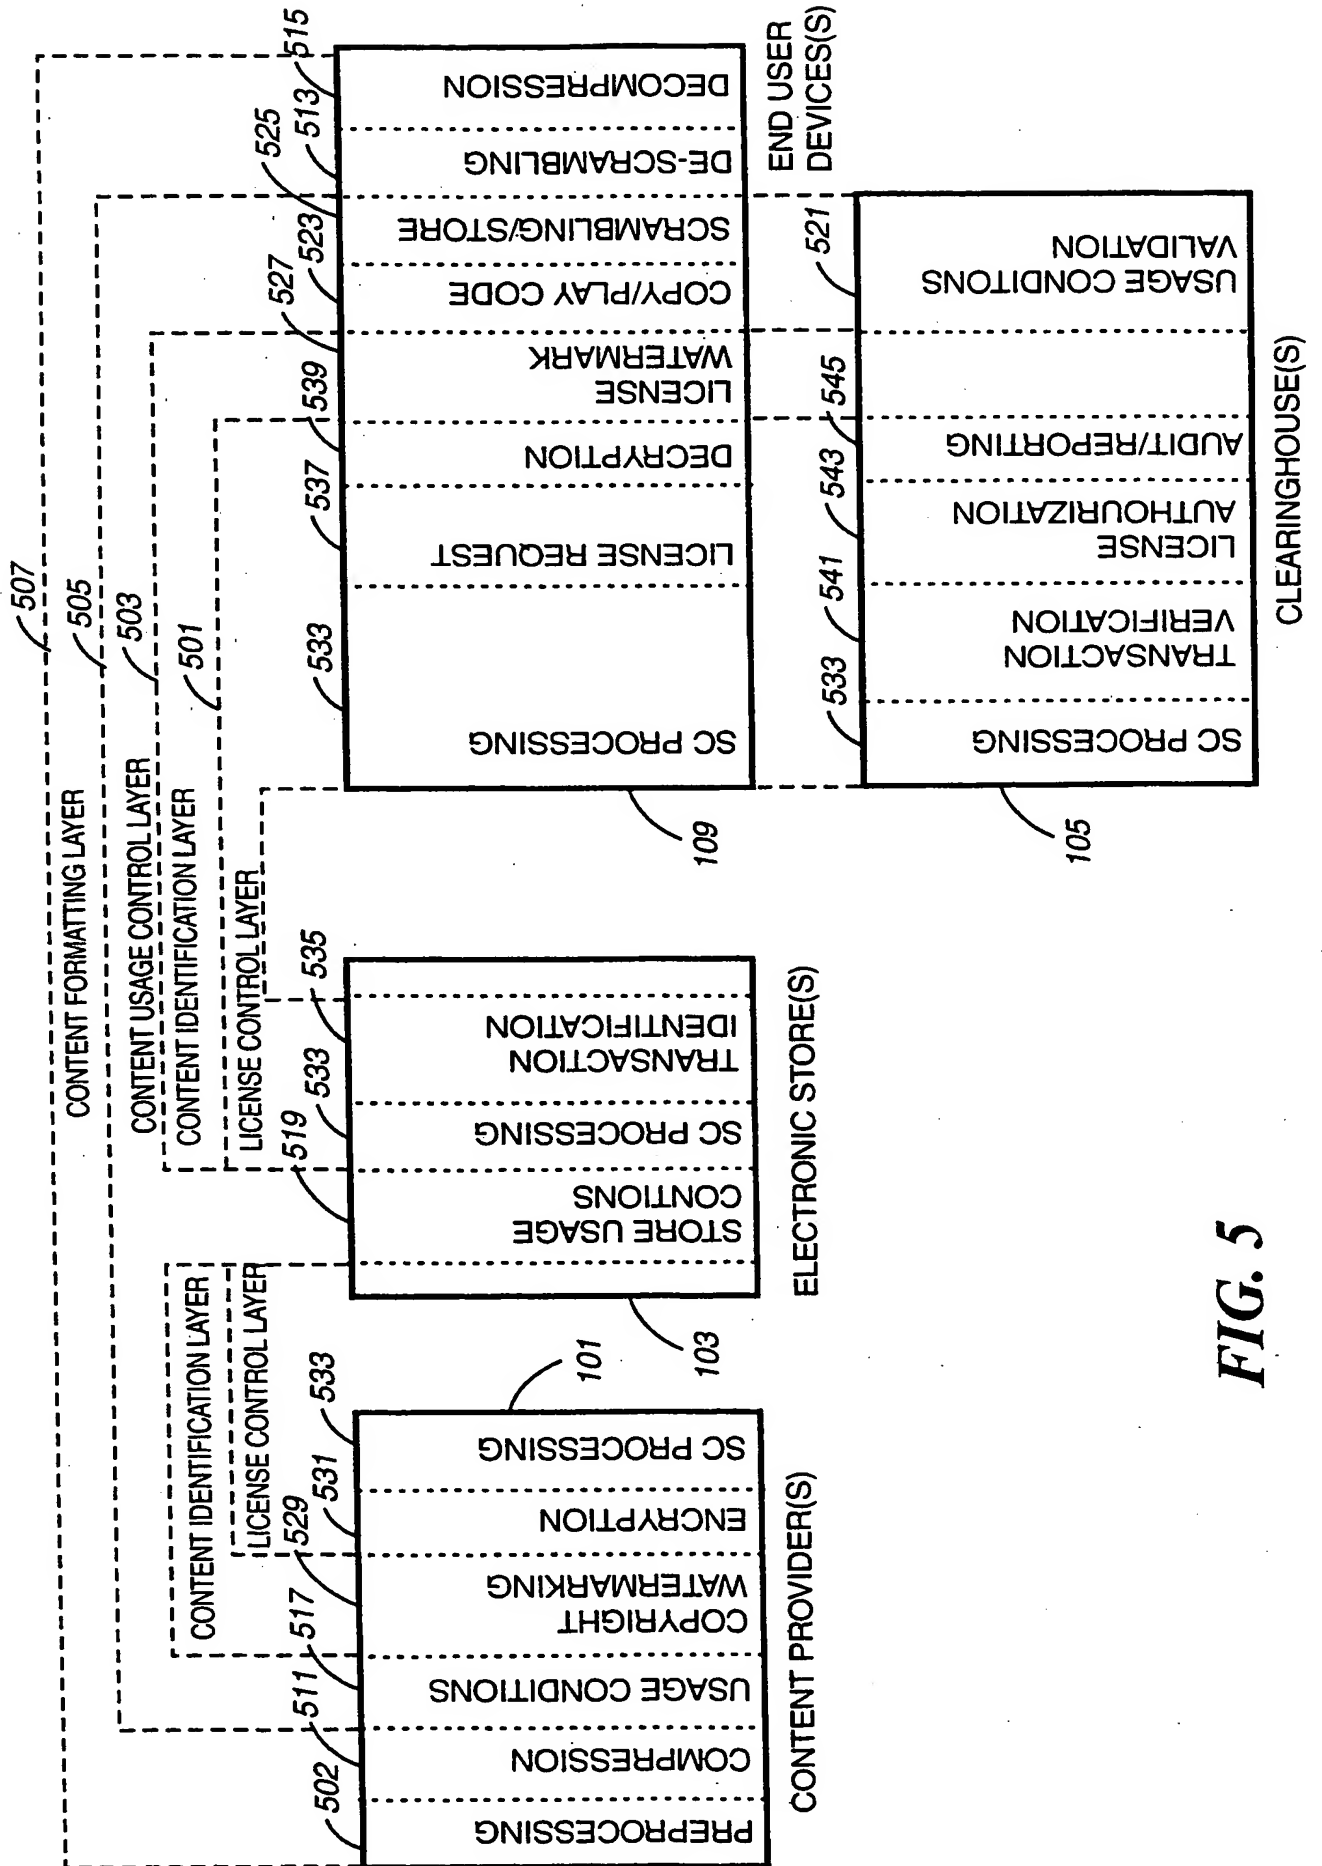 507
CONTENT FORMATTING LAYER
505
CONTENT USAGE CONTROL LAYER
503
CONTENT IDENTIFICATION LAYER
501
LICENSE CONTROL LAYER
CONTENT IDENTIFICATION LAYER
LICENSE CONTROL LAYER
502
PREPROCESSING
511
COMPRESSION
517
USAGE CONDITIONS
529
COPYRIGHT
WATERMARKING
531
ENCRYPTION
533
SC PROCESSING
101
CONTENT PROVIDER(S)
519
STORE USAGE
CONTIONS
533
SC PROCESSING
535
TRANSACTION
IDENTIFICATION
103
ELECTRONIC STORE(S)
533
SC PROCESSING
537
LICENSE REQUEST
539
DECRYPTION
527
LICENSE
WATERMARK
523
COPY/PLAY CODE
525
SCRAMBLING/STORE
513
DE-SCRAMBLING
515
DECOMPRESSION
109
END USER
DEVICES(S)
533
SC PROCESSING
541
TRANSACTION
VERIFICATION
543
LICENSE
AUTHOURIZATION
545
AUDIT/REPORTING
521
USAGE CONDITONS
VALIDATION
105
CLEARINGHOUSE(S)
FIG. 5